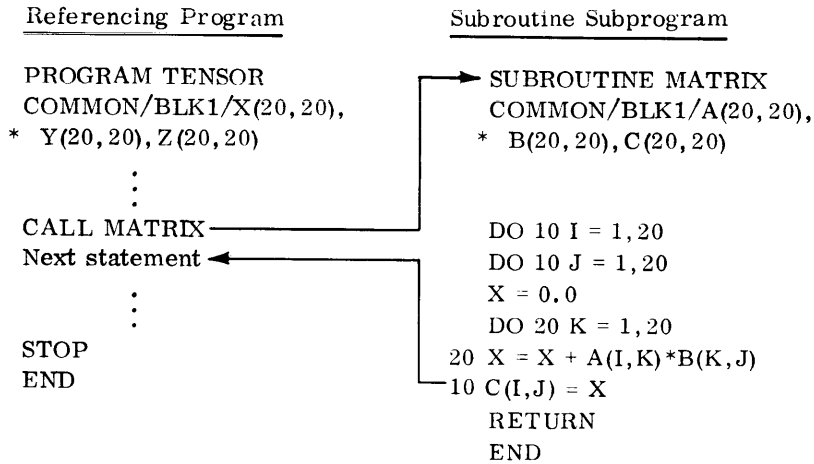 Referencing Program
PROGRAM TENSOR
COMMON/BLK1/X(20,20),
* Y(20,20),Z(20,20)
CALL MATRIX
Next statement
STOP
END
Subroutine Subprogram
SUBROUTINE MATRIX
COMMON/BLK1/A(20,20),
* B(20,20),C(20,20)
DO 10 I = 1,20
DO 10 J = 1,20
X = 0.0
DO 20 K = 1,20
20 X = X + A(I,K)*B(K,J)
10 C(I,J) = X
RETURN
END